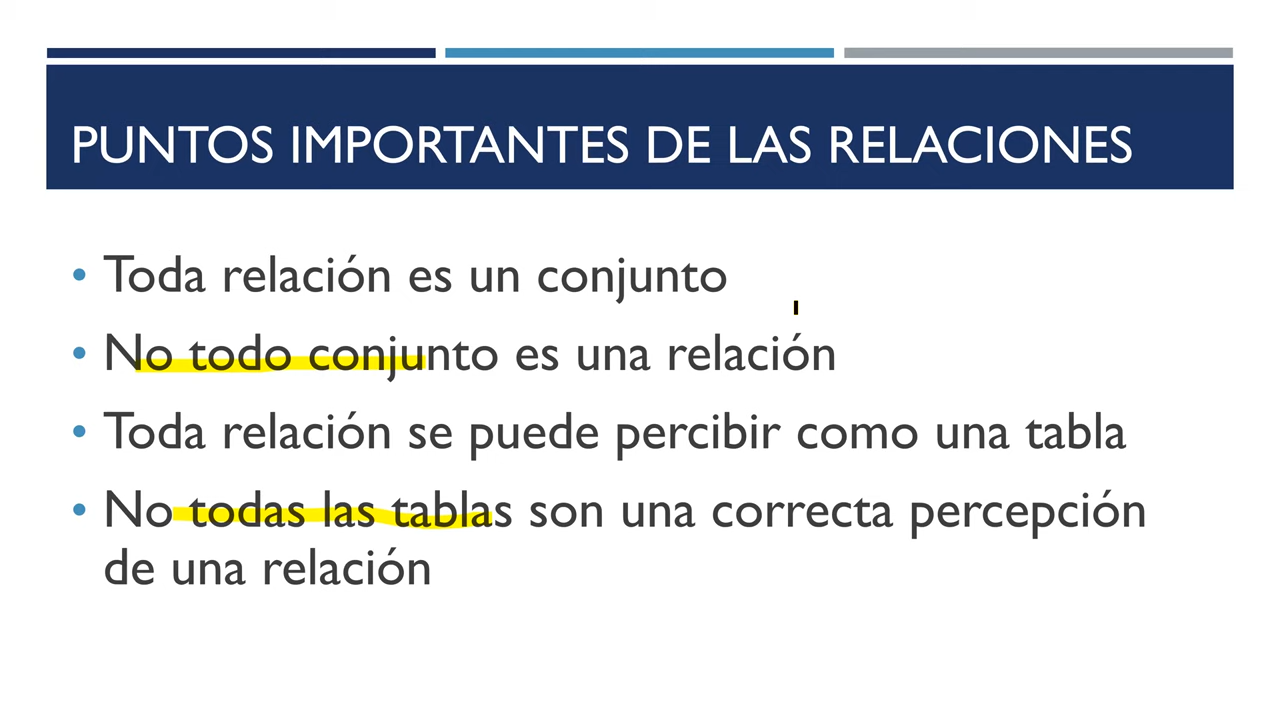 PUNTOS IMPORTANTES DE LAS RELACIONES
• Toda relación es un conjunto
• No todo conjunto es una relación
• Toda relación se puede percibir como una tabla
• No todas las tablas son una correcta percepción
de una relación